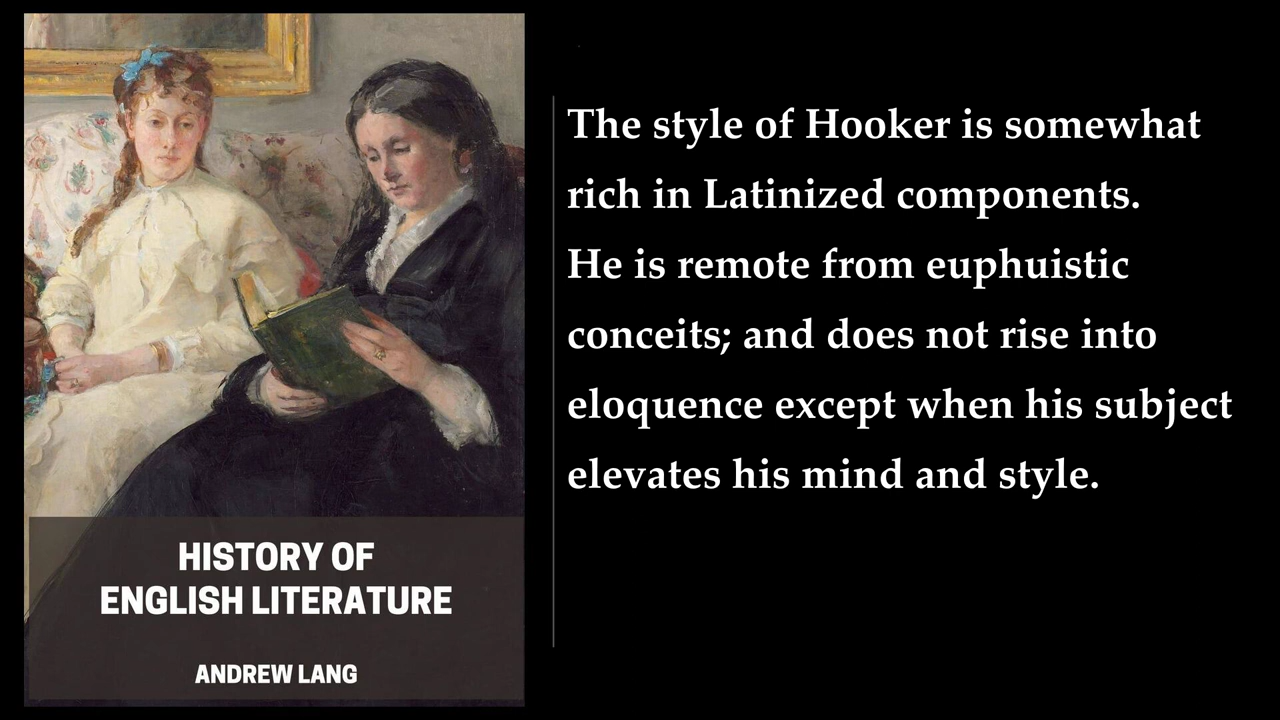 HISTORY OF
ENGLISH LITERATURE
ANDREW LANG
The style of Hooker is somewhat
rich in Latinized components.
He is remote from euphuistic
conceits; and does not rise into
eloquence except when his subject
elevates his mind and style.